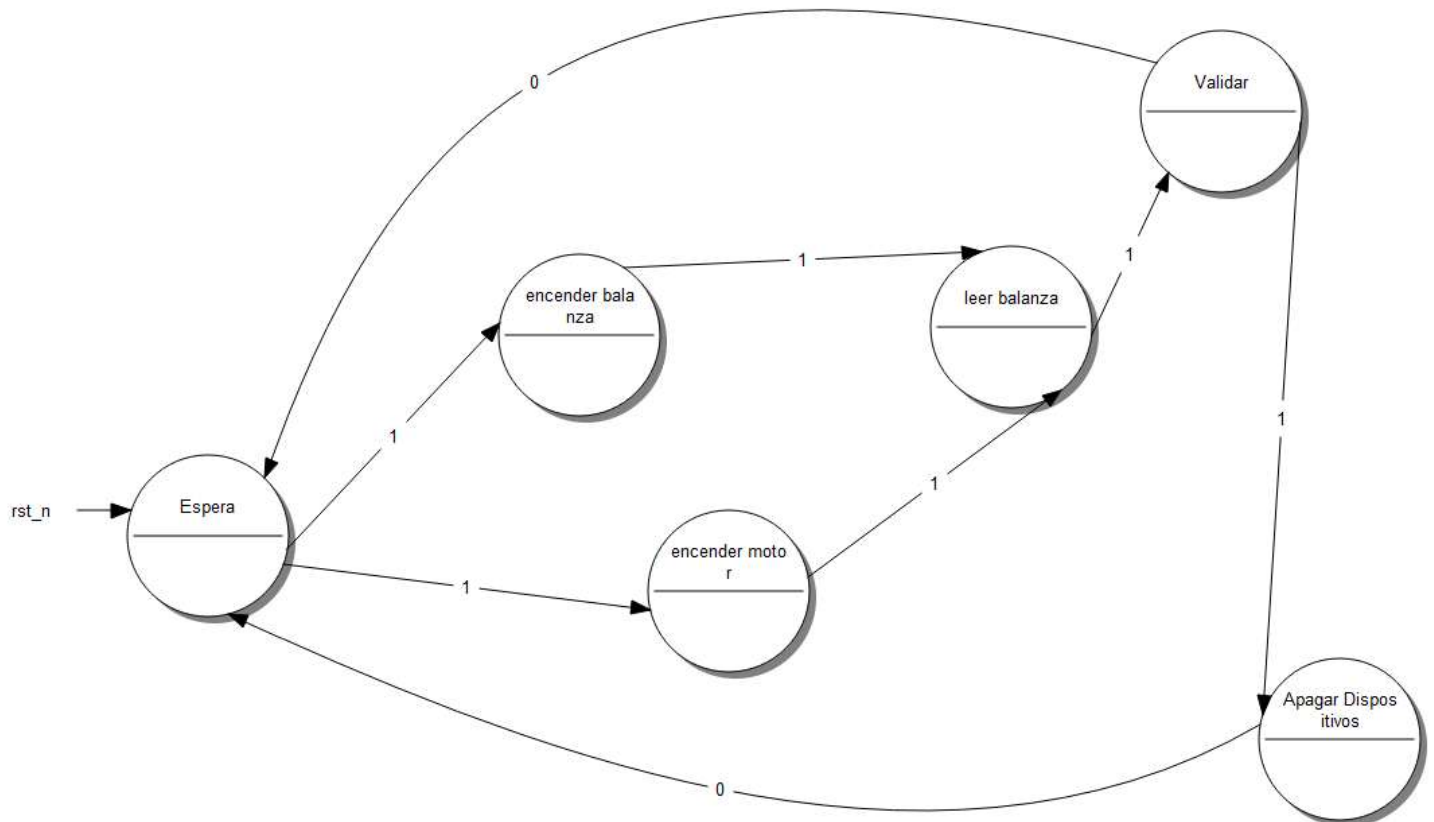 0
Validar
encender bala
nza
1
leer balanza
1
1
1
1
rst_n
Espera
1
encender moto
r
1
Apagar Dispos
itivos
0